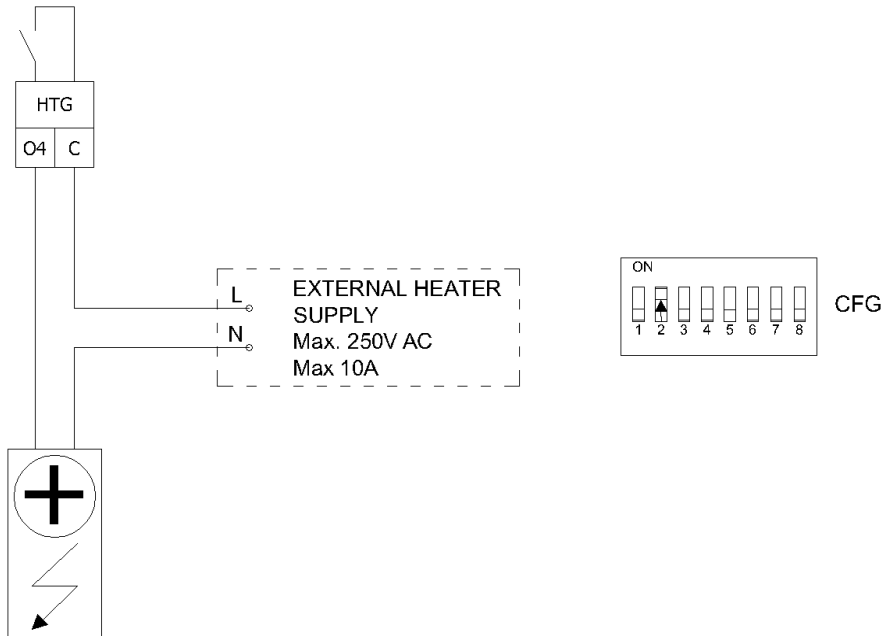 HTG
O4 C
L
N
EXTERNAL HEATER
SUPPLY
Max. 250V AC
Max 10A
ON
1 2 3 4 5 6 7 8
CFG